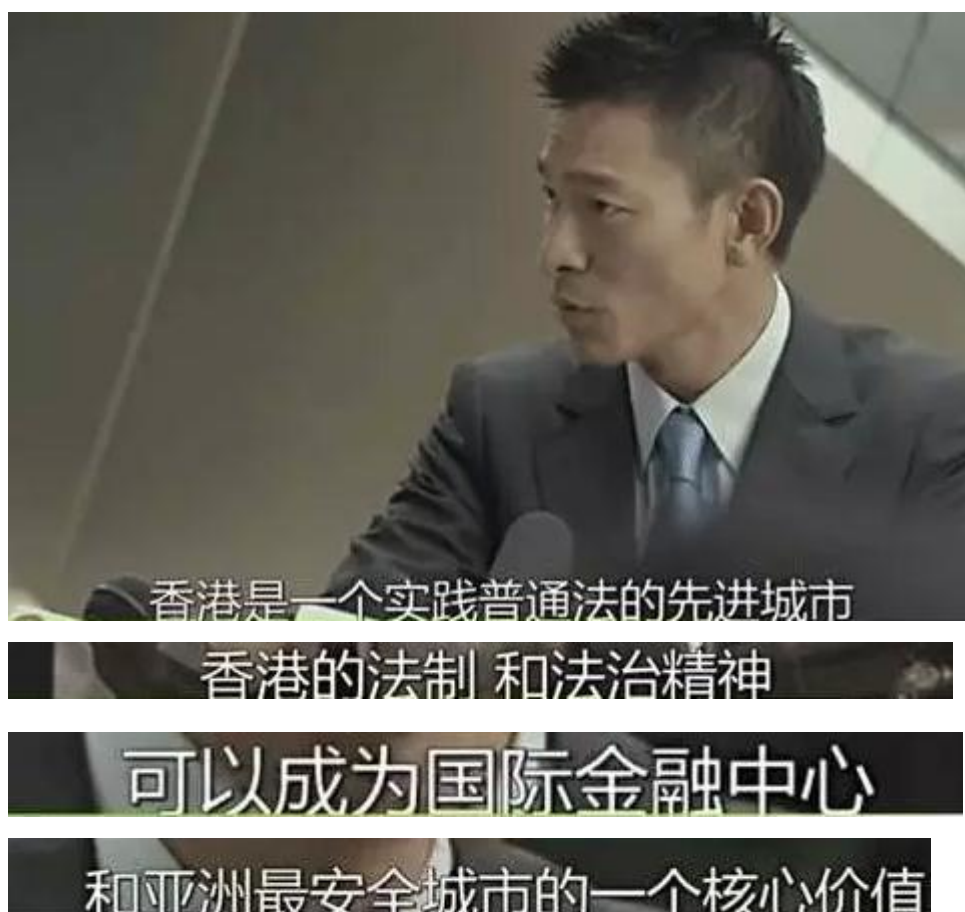 香港是一个实践普通法的先进城市
香港的法制 和法治精神
可以成为国际金融中心
和亚洲最安全城市的一个核心价值